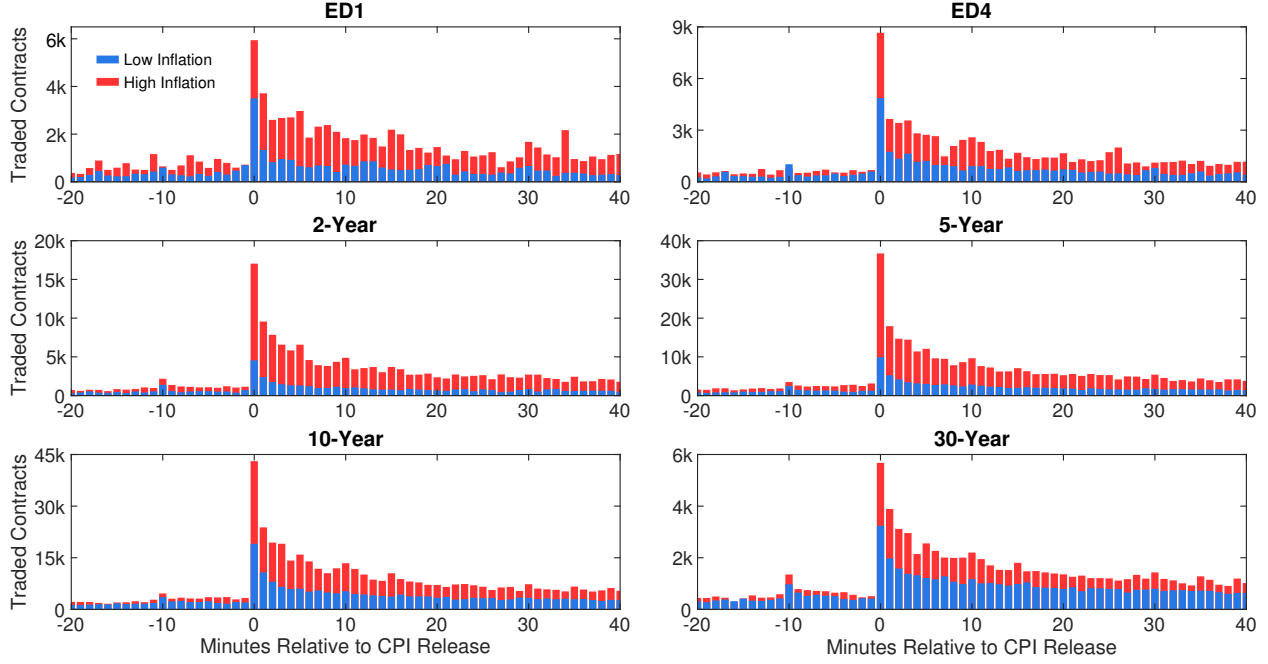 ED1
ED4
Traded Contracts
6k
4k
2k
0
Low Inflation
High Inflation
-20
-10
0
10
20
30
40
9k
6k
3k
0
-20
-10
0
10
20
30
40
2-Year
5-Year
Traded Contracts
20k
15k
10k
5k
0
-20
-10
0
10
20
30
40
40k
30k
20k
10k
0
-20
-10
0
10
20
30
40
10-Year
30-Year
Traded Contracts
45k
30k
15k
0
-20
-10
0
10
20
30
40
Minutes Relative to CPI Release
6k
4k
2k
0
-20
-10
0
10
20
30
40
Minutes Relative to CPI Release